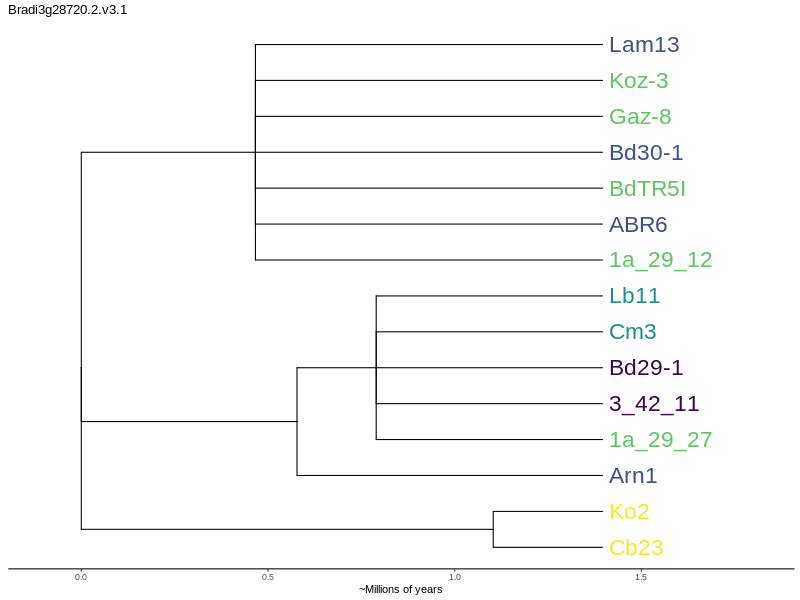 Bradi3g28720.2.v3.1
Lam13
Koz-3
Gaz-8
Bd30-1
BdTR5I
ABR6
1a_29_12
Lb11
Cm3
Bd29-1
3_42_11
1a_29_27
Arn1
Ko2
Cb23
0.0 0.5 1.0 1.5
~Millions of years